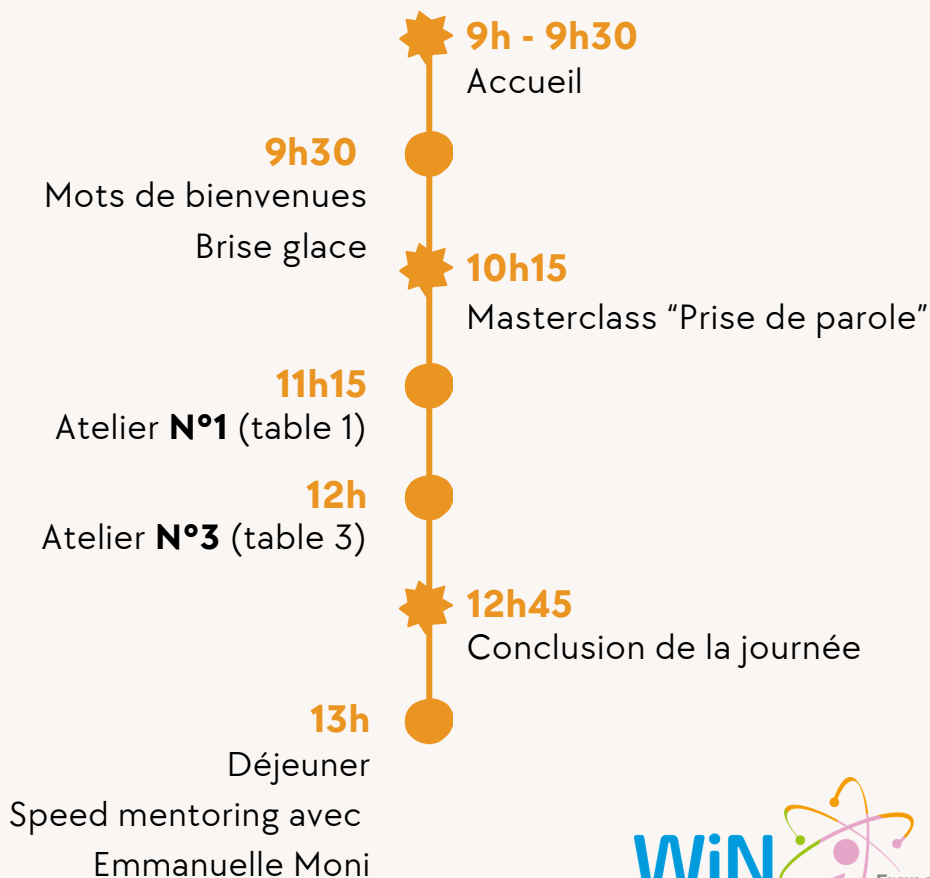 9h - 9h30
Accueil
9h30
Mots de bienvenues
Brise glace
10h15
Masterclass “Prise de parole”
11h15
Atelier N°1 (table 1)
12h
Atelier N°3 (table 3)
12h45
Conclusion de la journée
13h
Déjeuner
Speed mentoring avec
Emmanuelle Moni
WiN